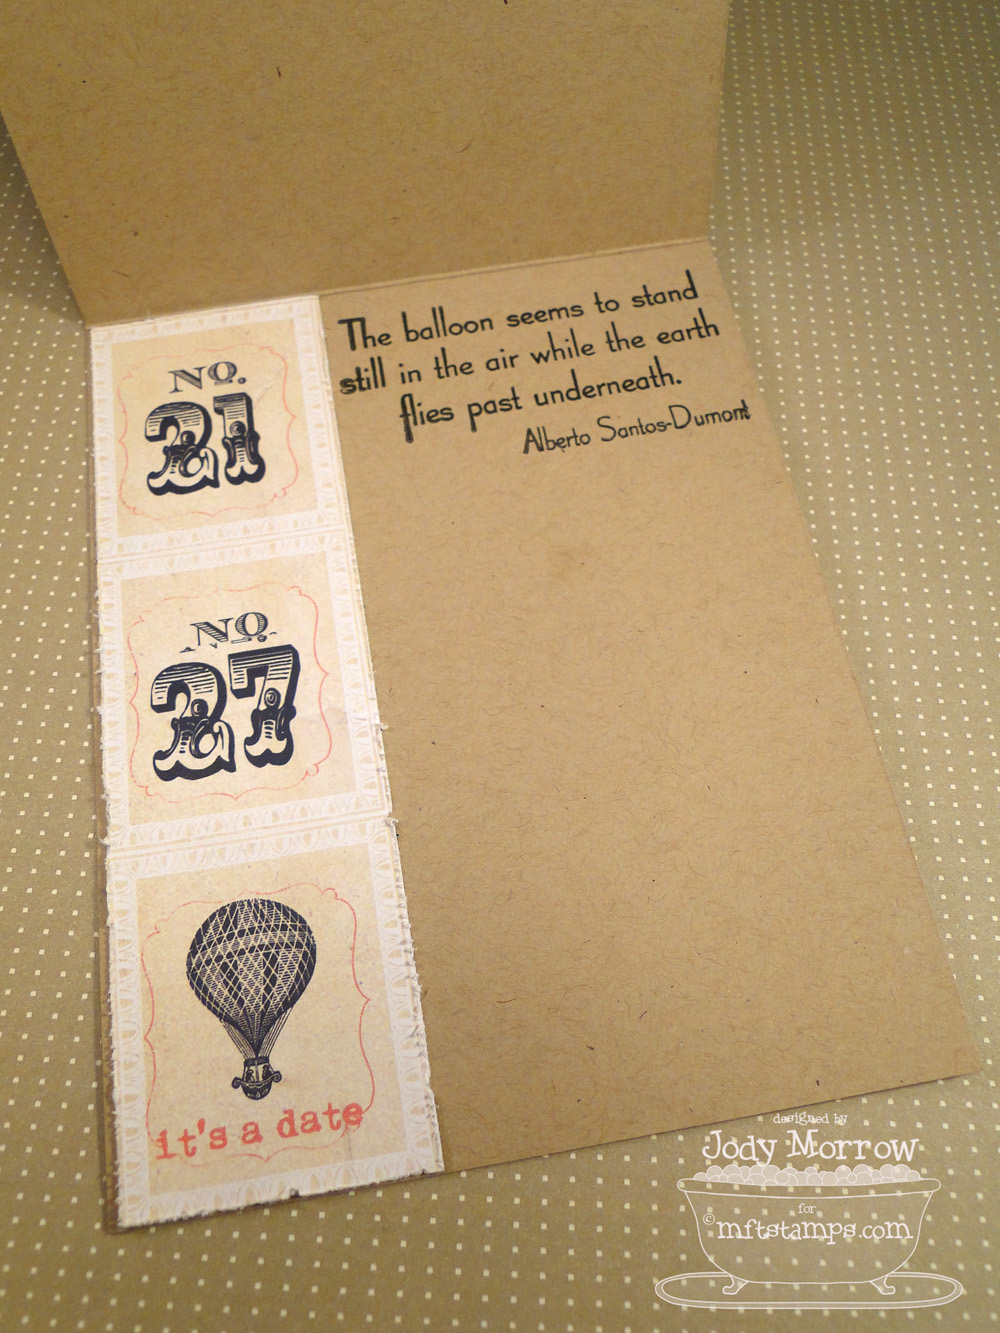 The balloon seems to stand
still in the air while the earth
flies past underneath.
Alberto Santos-Dumont
NO.
21
NO.
27
it's a date
designed by
Jody Morrow
for
© mftstamps.com